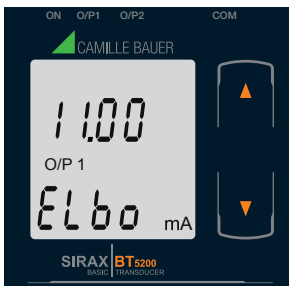 ON O/P1 O/P2 COM
CAMILLE BAUER
11.00
O/P 1
ELbo mA
SIRAX BT5200
BASIC TRANSDUCER